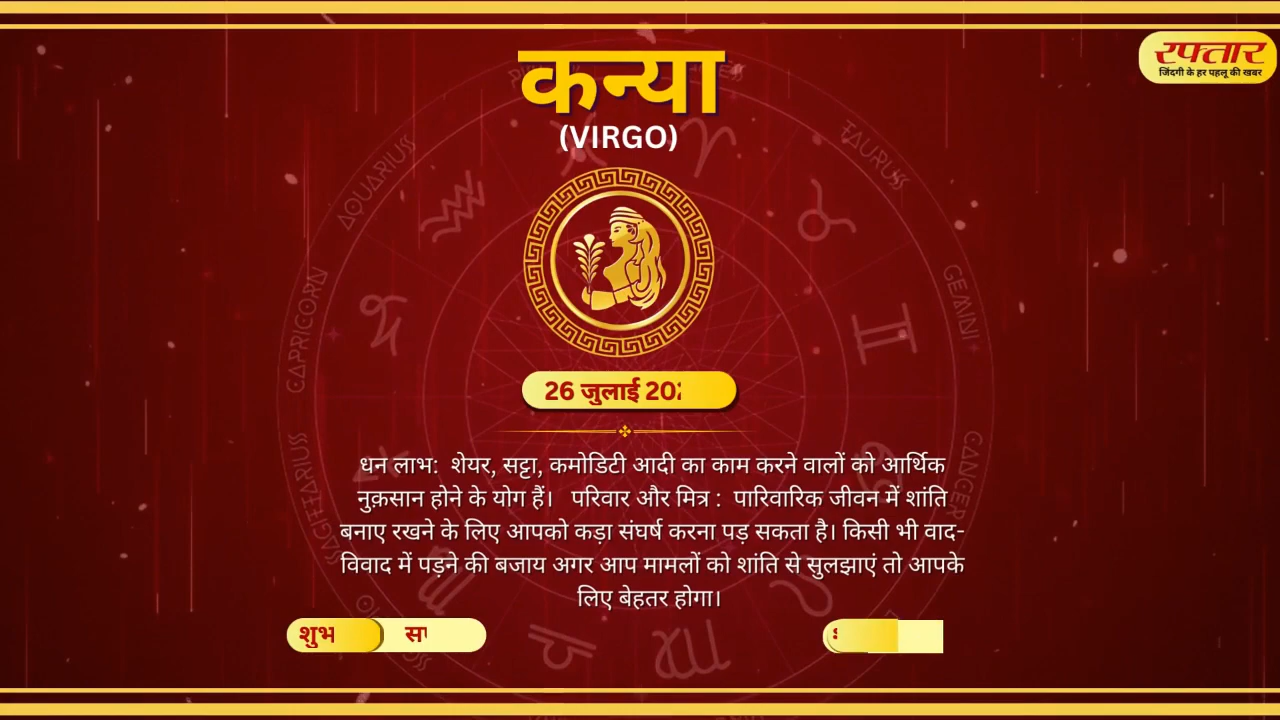 कन्या
(VIRGO)
रफ्तार
जिंदगी के हर पहलू की खबर
TAURUS
AQUARIUS
GEMINI
CAPRICORN
CANCER
SAGITTARIUS
26 जुलाई
धन लाभ:  शेयर, सट्टा, कमोडिटी आदी का काम करने वालों को आर्थिक
नुक़सान होने के योग हैं।   परिवार और मित्र :  पारिवारिक जीवन में शांति
बनाए रखने के लिए आपको कड़ा संघर्ष करना पड़ सकता है। किसी भी वाद-
विवाद में पड़ने की बजाय अगर आप मामलों को शांति से सुलझाएं तो आपके
लिए बेहतर होगा।